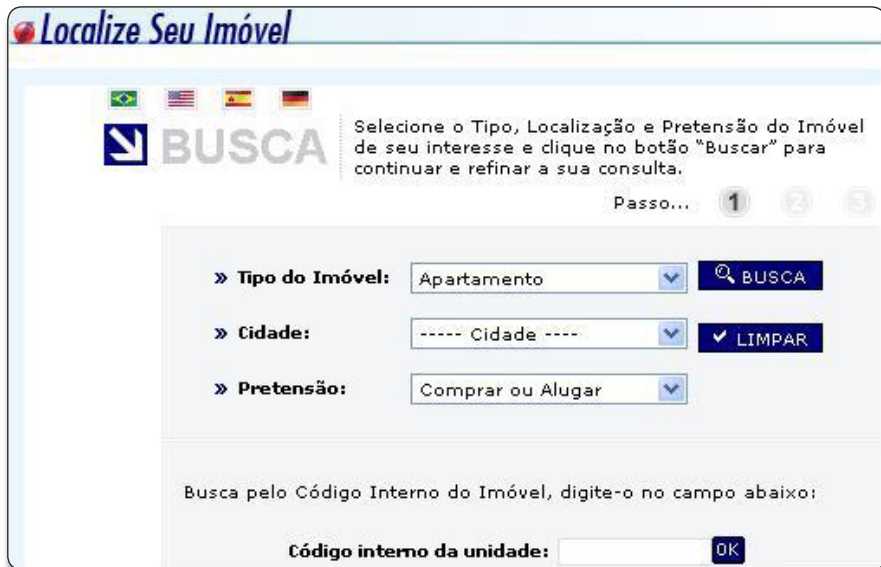 Localize Seu Imóvel
BUSCA
Selecione o Tipo, Localização e Pretensão do Imóvel
de seu interesse e clique no botão "Buscar" para
continuar e refinar a sua consulta.
Passo... 1 2 3
» Tipo do Imóvel: Apartamento BUSCA
» Cidade: ----- Cidade ---- LIMPAR
» Pretensão: Comprar ou Alugar
Busca pelo Código Interno do Imóvel, digite-o no campo abaixo:
Código interno da unidade: OK